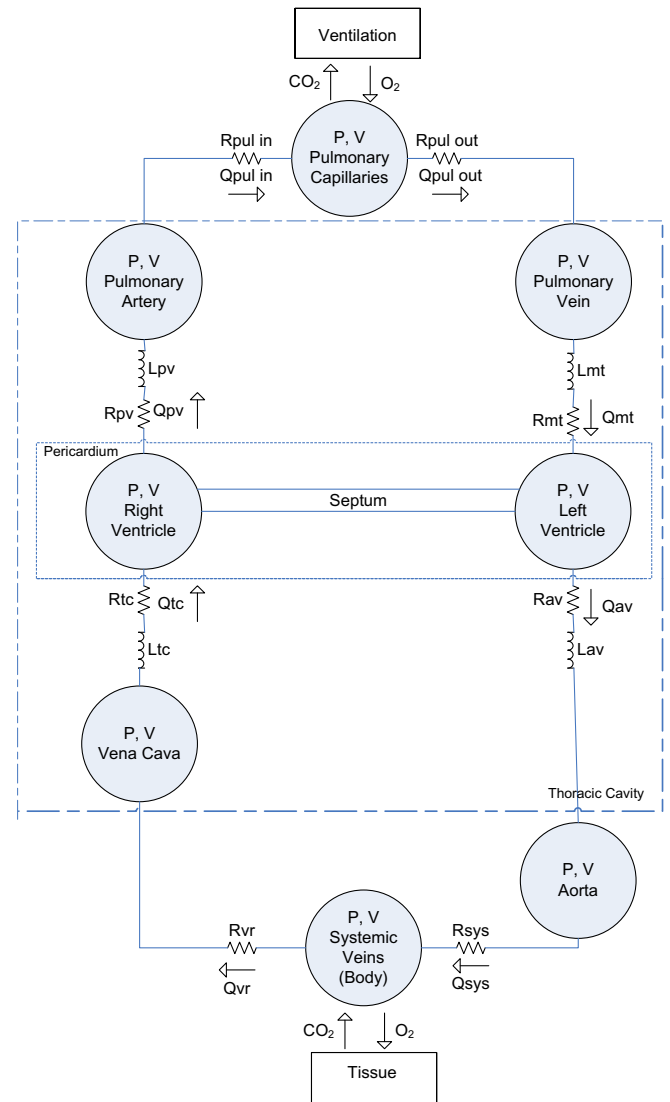 Ventilation
CO₂
O₂
Rpul in
Qpul in
P, V
Pulmonary
Capillaries
Rpul out
Qpul out
P, V
Pulmonary
Artery
P, V
Pulmonary
Vein
Lpv
Lmt
Rpv
Qpv
Rmt
Qmt
Pericardium
P, V
Right
Ventricle
Septum
P, V
Left
Ventricle
Rtc
Qtc
Rav
Qav
Ltc
Lav
P, V
Vena Cava
Thoracic Cavity
P, V
Aorta
Rvr
Qvr
P, V
Systemic
Veins
(Body)
Rsys
Qsys
CO₂
O₂
Tissue